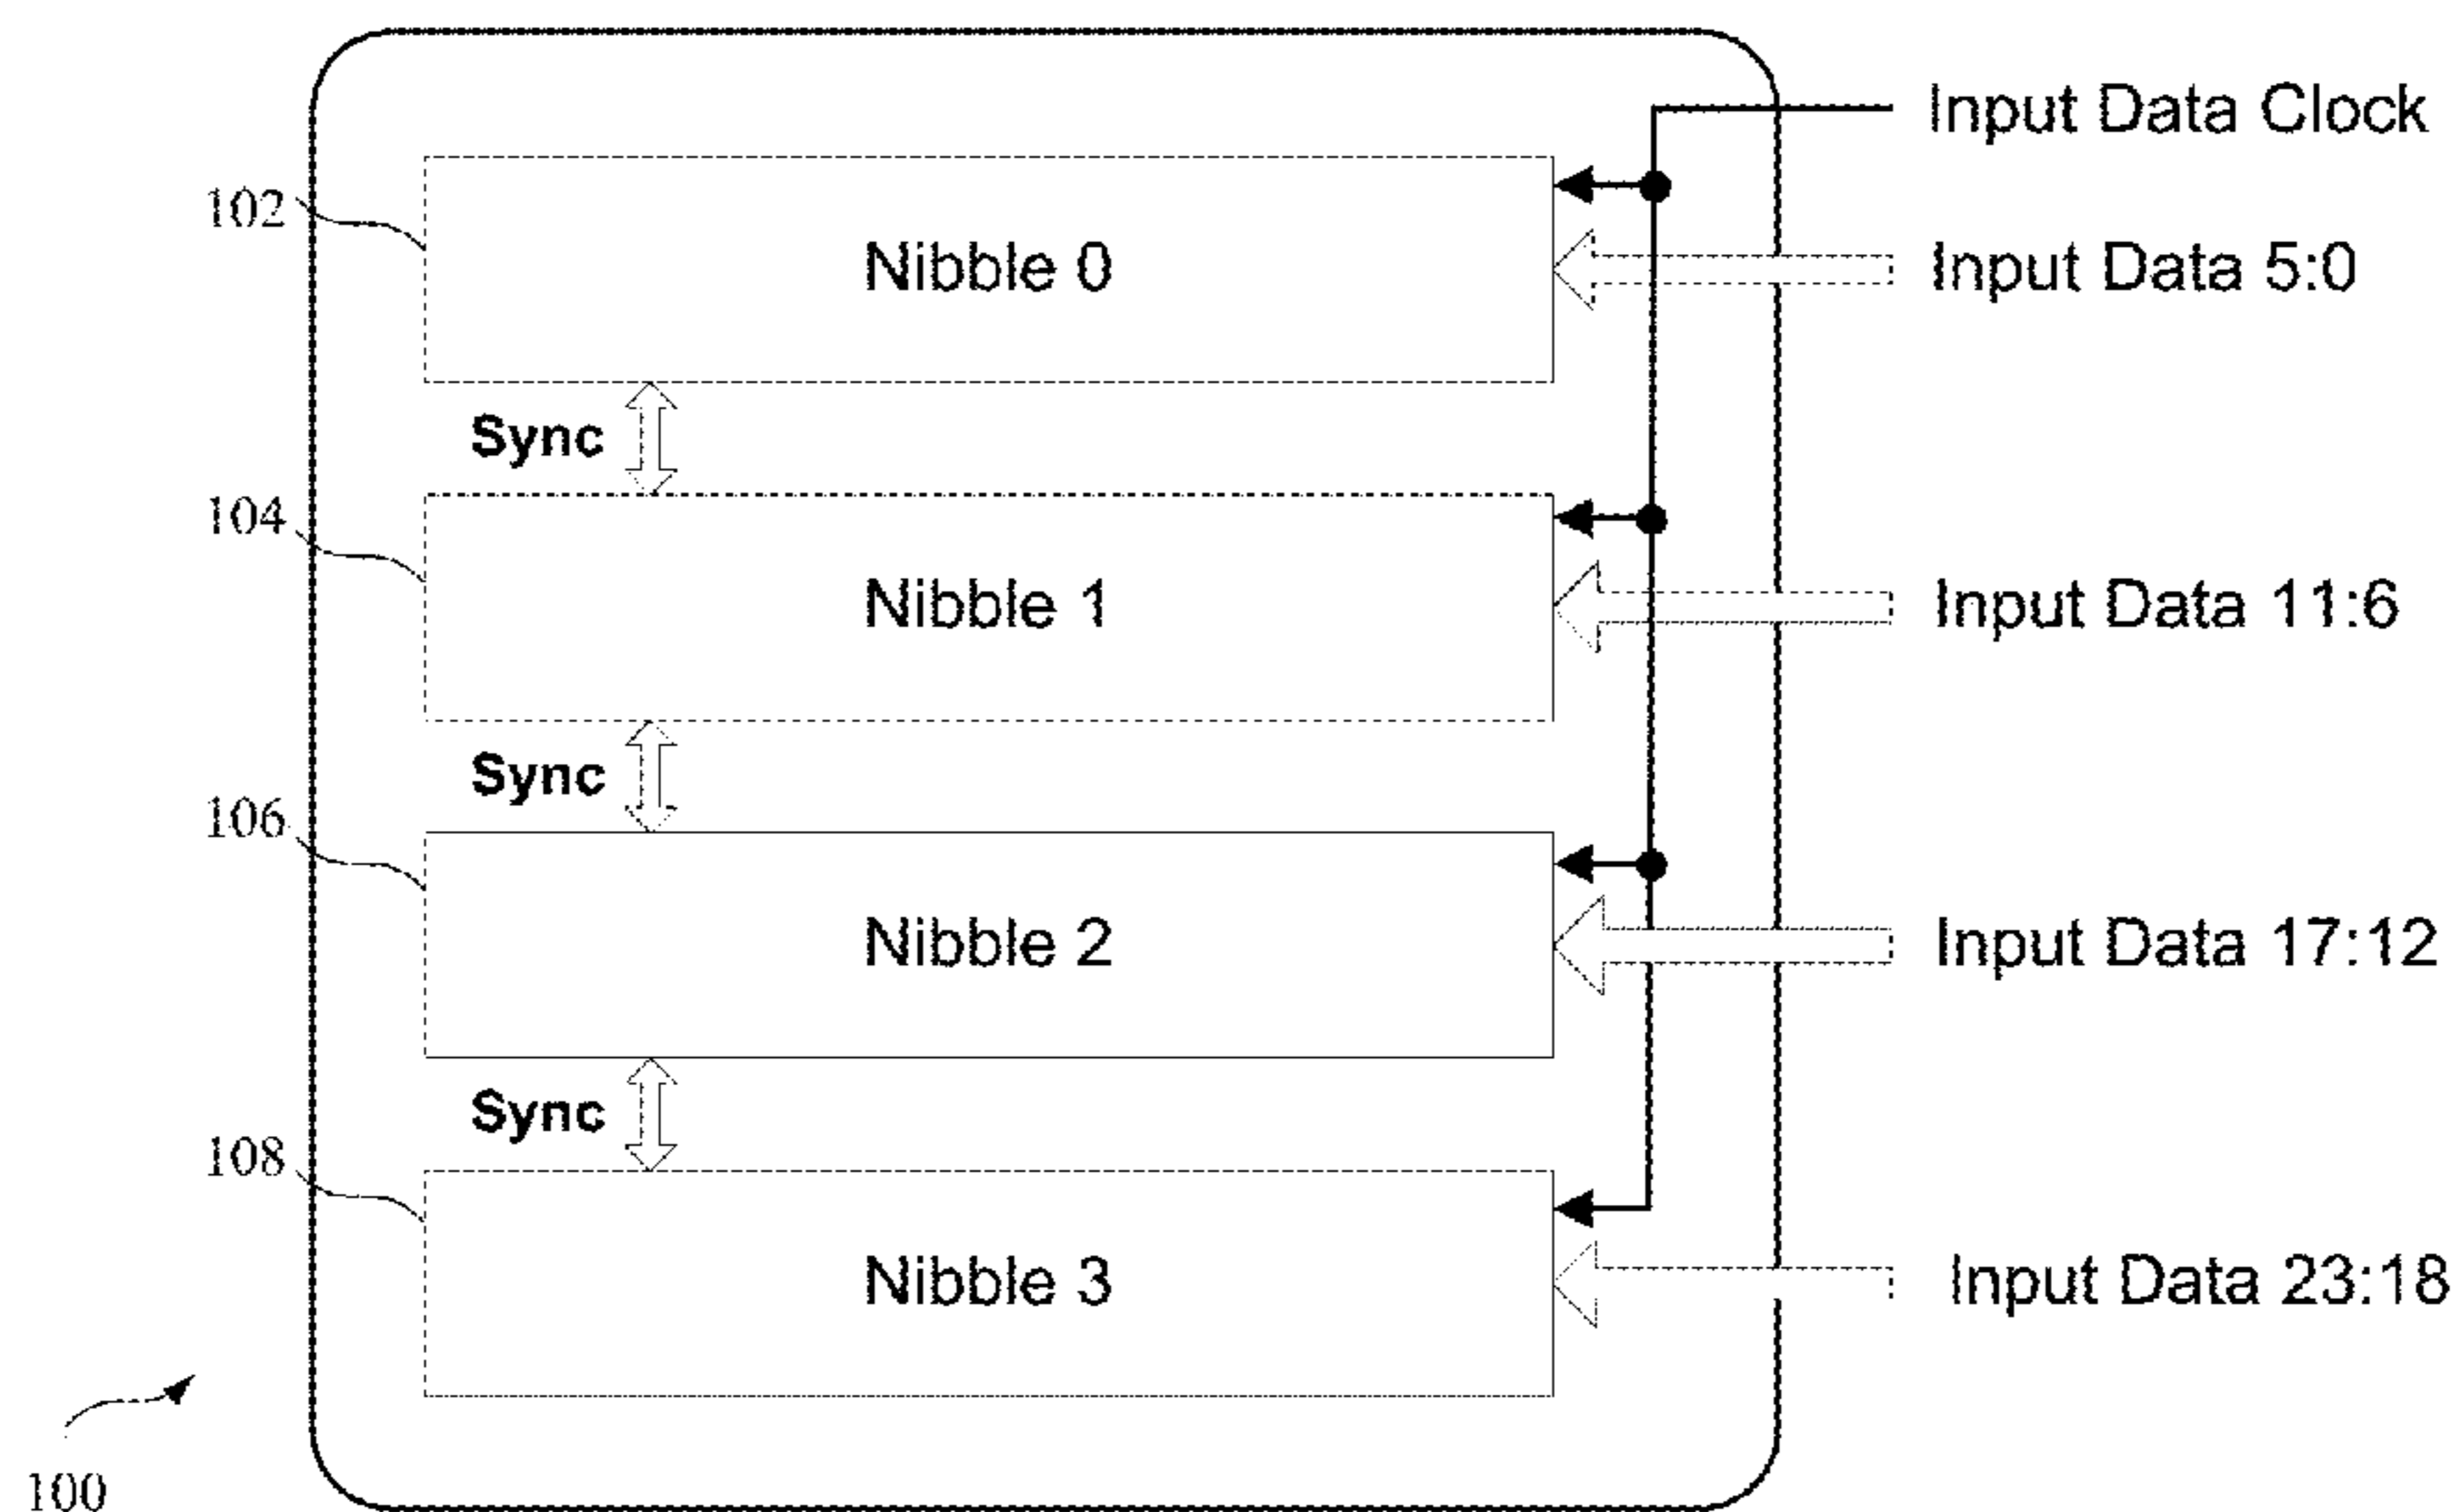 Input Data Clock
102
Nibble 0
Input Data 5:0
Sync
104
Nibble 1
Input Data 11:6
Sync
106
Nibble 2
Input Data 17:12
Sync
108
Nibble 3
Input Data 23:18
100